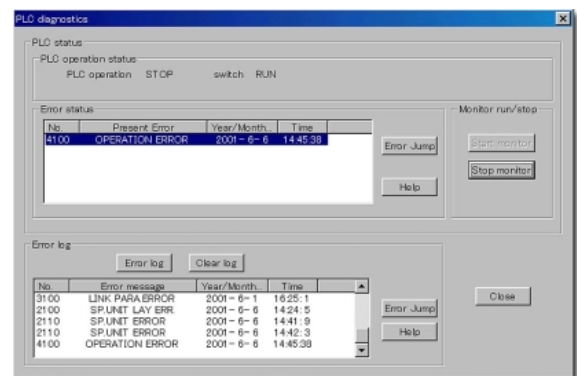 PLC diagnostics
PLC status
PLC operation status
PLC operation STOP switch RUN
Error status
Monitor run/stop
No. Present Error Year/Month.. Time
4100 OPERATION ERROR 2001- 6- 6 14:45:38
Error Jump
Start monitor
Stop monitor
Help
Error log
Error log Clear log
No. Error message Year/Month.. Time
3100 LINK PARA.ERROR 2001- 6- 1 16:25: 1
2100 SP.UNIT LAY ERR. 2001- 6- 6 14:24: 5
2110 SP.UNIT ERROR 2001- 6- 6 14:41: 9
2110 SP.UNIT ERROR 2001- 6- 6 14:42: 3
4100 OPERATION ERROR 2001- 6- 6 14:45:38
Error Jump
Help
Close